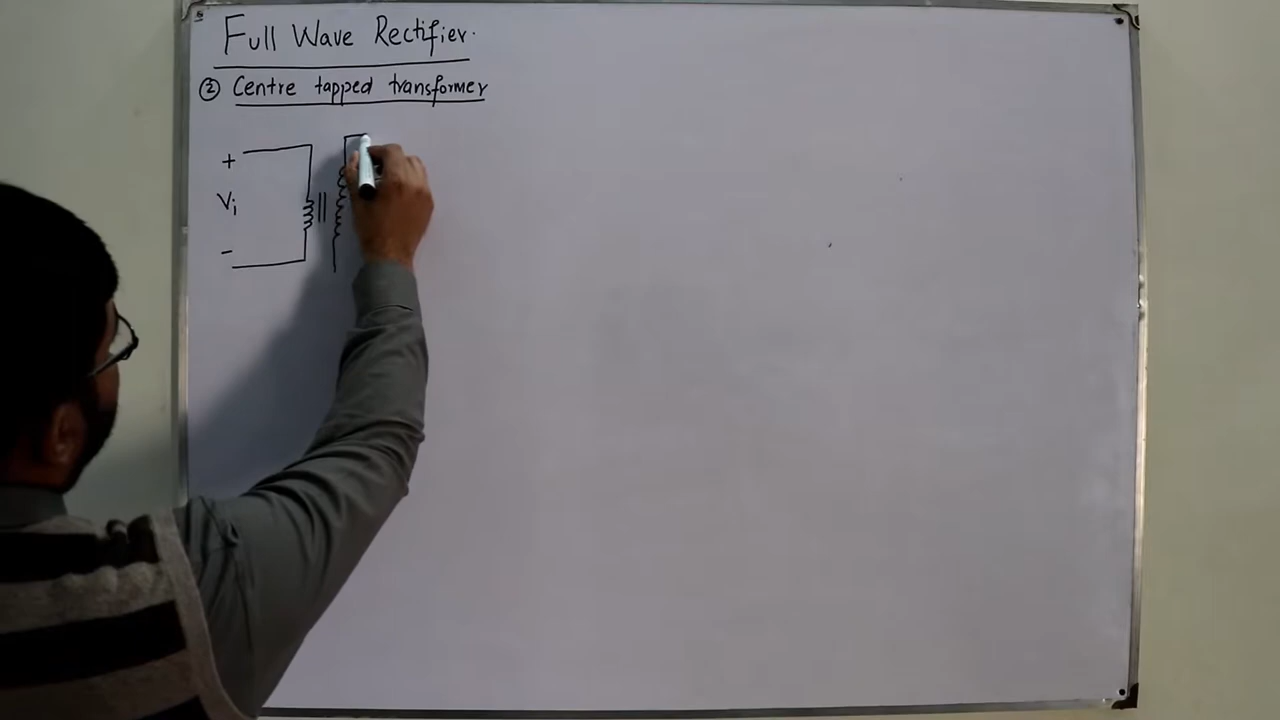 Full Wave Rectifier.
② Centre tapped transformer
+
Vi
-